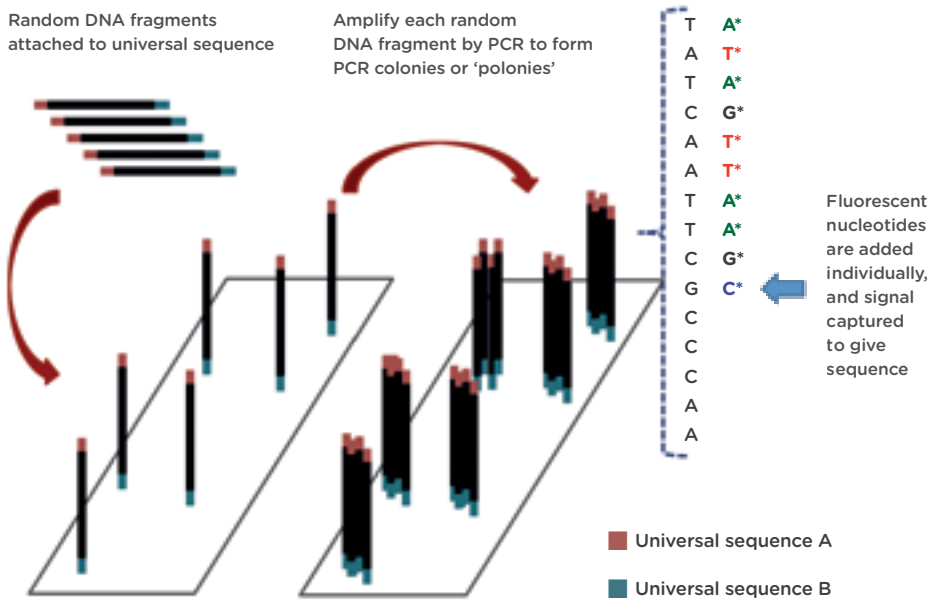 Random DNA fragments
attached to universal sequence
Amplify each random
DNA fragment by PCR to form
PCR colonies or ‘polonies’
T A*
A T*
T A*
C G*
A T*
A T*
T A*
T A*
C G*
G C*
C
C
C
A
A
Fluorescent
nucleotides
are added
individually,
and signal
captured
to give
sequence
Universal sequence A
Universal sequence B